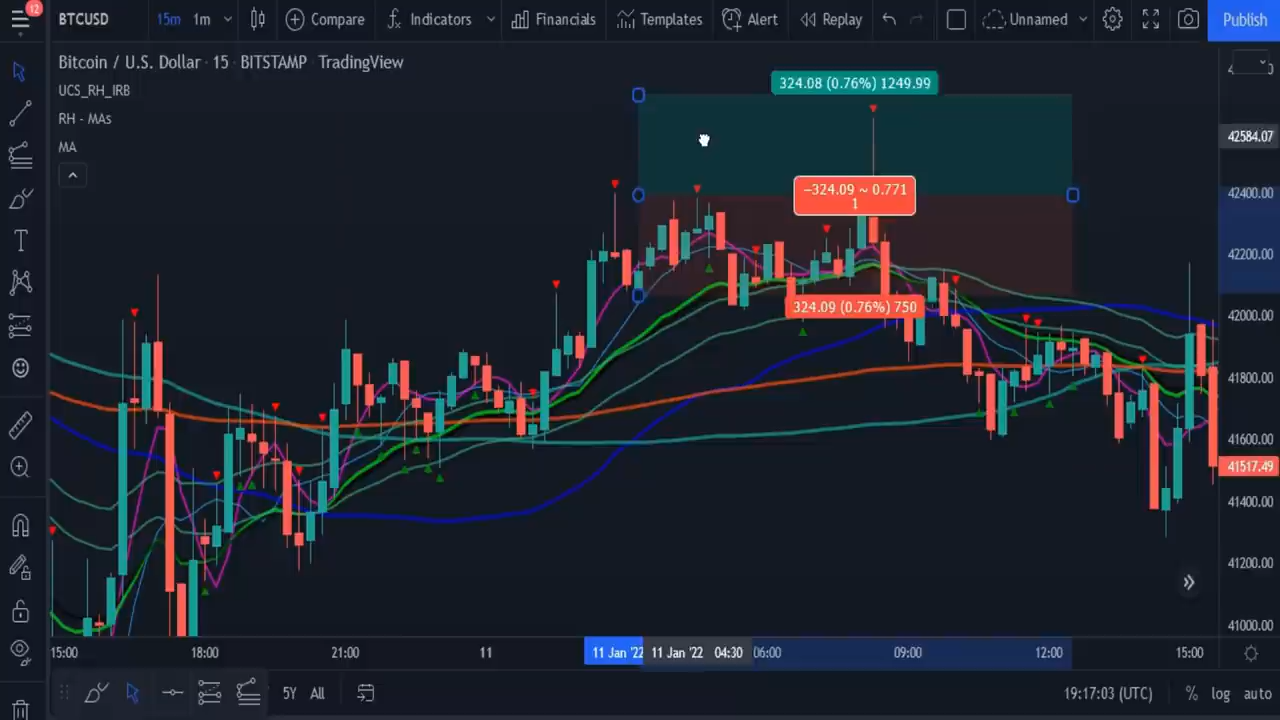 12
BTCUSD
15m 1m
Compare
Indicators
Financials
Templates
Alert
Replay
Unnamed
Publish
Bitcoin / U.S. Dollar · 15 · BITSTAMP · TradingView
UCS_RH_IRB
RH - MAs
MA
324.08 (0.76%) 1249.99
−324.09 ~ 0.771
1
324.09 (0.76%) 750
42584.07
42400.00
42200.00
42000.00
41800.00
41600.00
41517.49
41400.00
41200.00
41000.00
15:00 18:00 21:00 11 11 Jan '22 11 Jan '22 04:30 06:00 09:00 12:00 15:00
5Y All
19:17:03 (UTC) % log auto